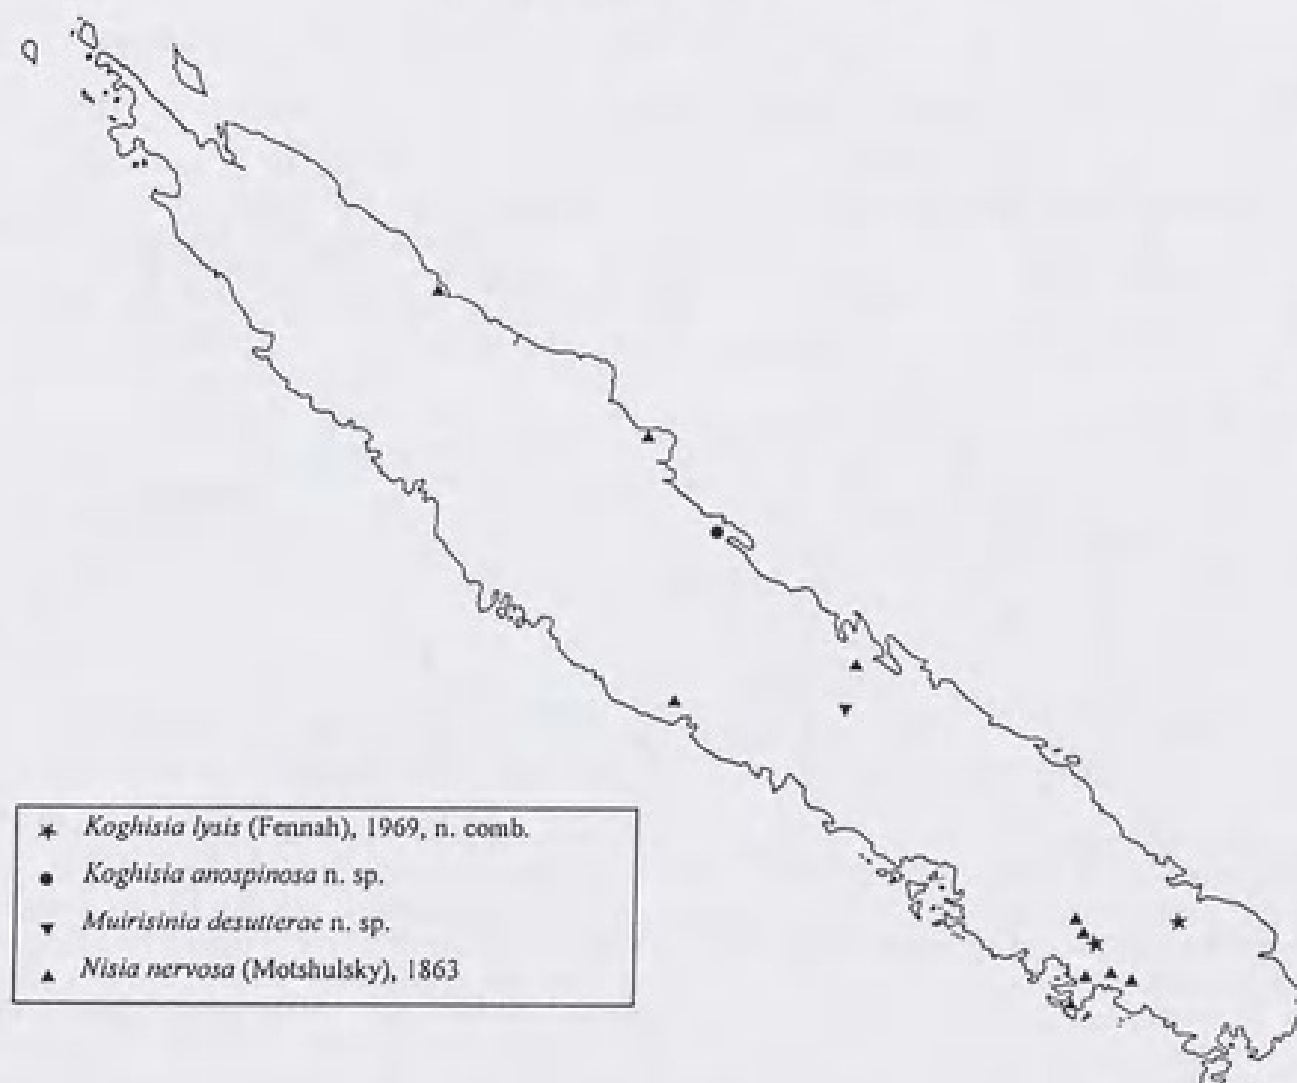 Koghisia lysis (Fennah), 1969, n. comb.
Koghisia anospinosa n. sp.
Muirisinia desutterae n. sp.
Nisia nervosa (Motshulsky), 1863